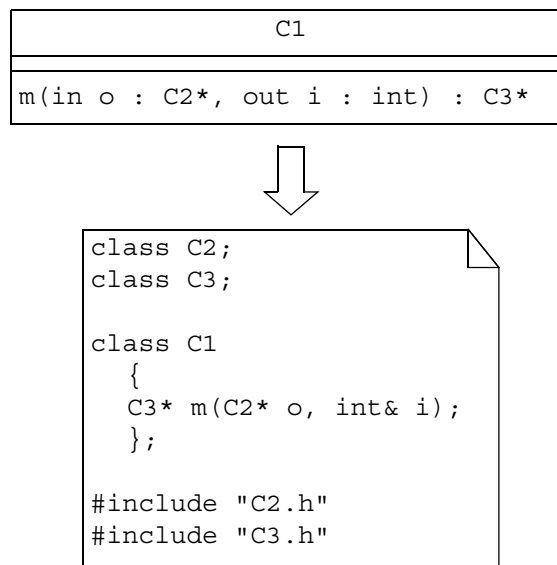 C1
m(in o : C2*, out i : int) : C3*
class C2;
class C3;
class C1
{
C3* m(C2* o, int& i);
};
#include "C2.h"
#include "C3.h"